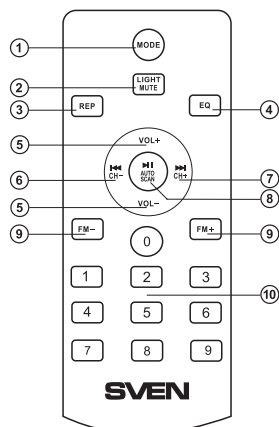 1 MODE
2 LIGHT MUTE
3 REP EQ 4
5 VOL+
6 CH− CH+ 7
AUTO SCAN 8
5 VOL−
9 FM− FM+ 9
0
1 2 3
10
4 5 6
7 8 9
SVEN